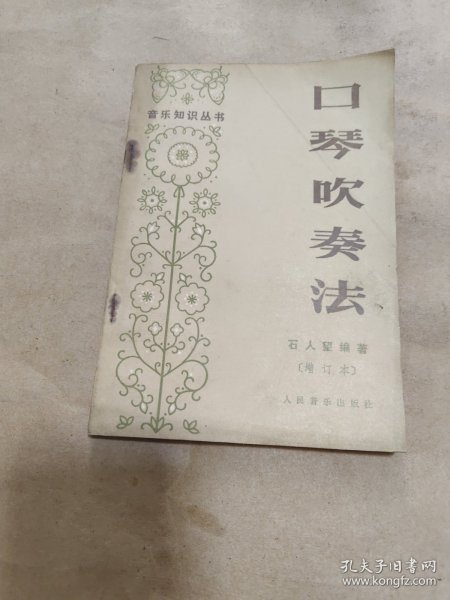 音乐知识丛书
口琴吹奏法
石人望编著
〔增订本〕
人民音乐出版社
孔夫子旧书网
www.kongfz.com